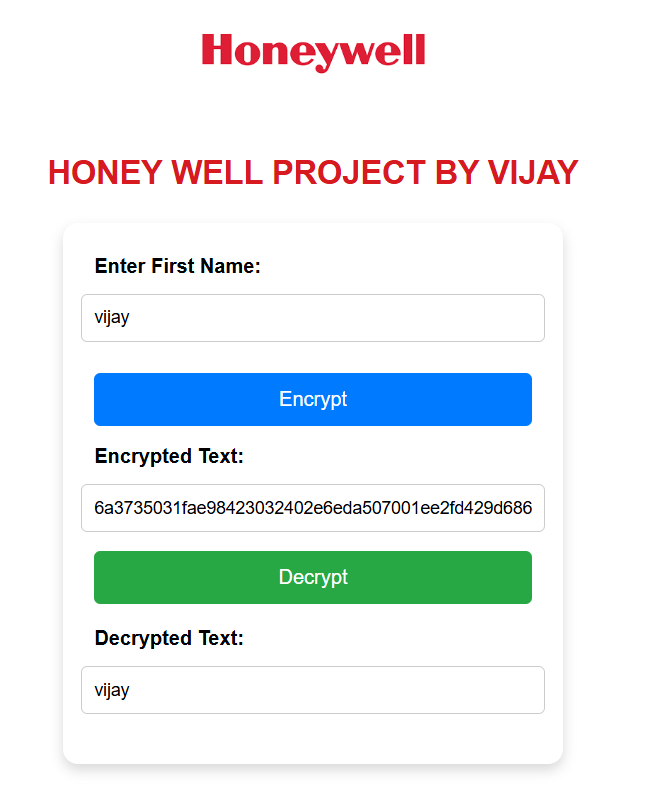 Honeywell
HONEY WELL PROJECT BY VIJAY
Enter First Name:
vijay
Encrypt
Encrypted Text:
6a3735031fae98423032402e6eda507001ee2fd429d686
Decrypt
Decrypted Text:
vijay